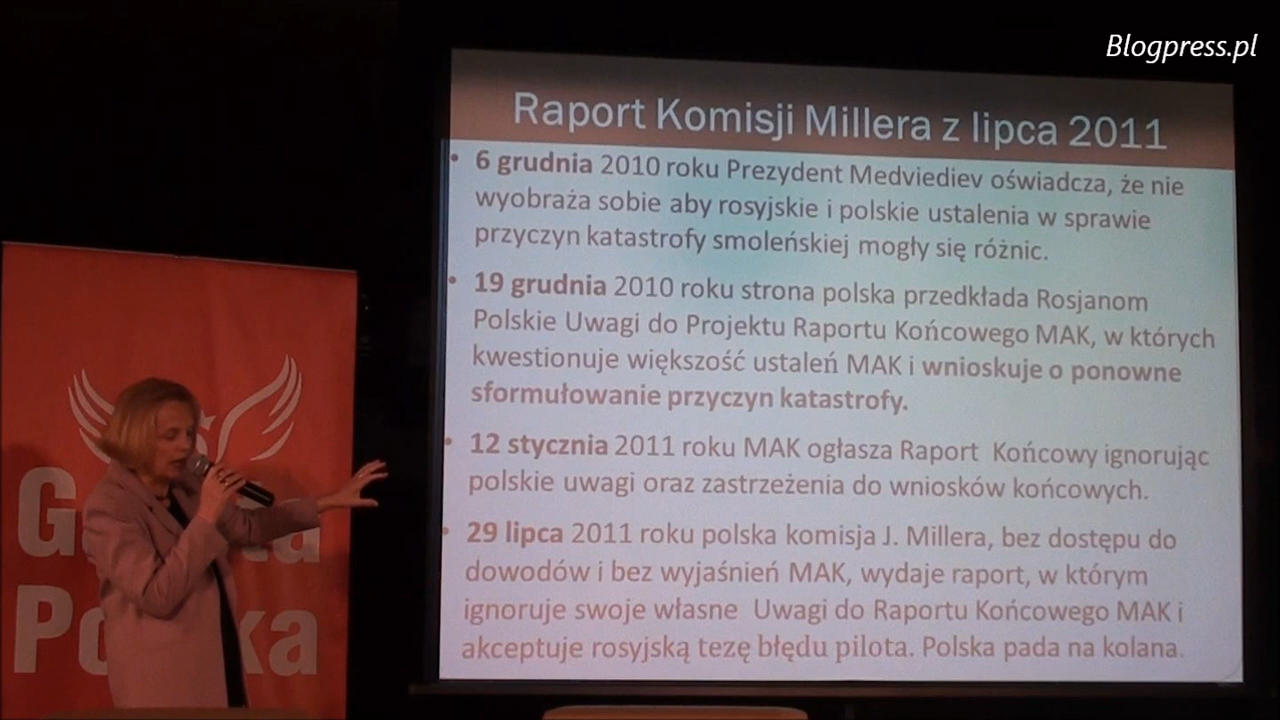 Blogpress.pl
Raport Komisji Millera z lipca 2011
• 6 grudnia 2010 roku Prezydent Medviediev oświadcza, że nie
wyobraża sobie aby rosyjskie i polskie ustalenia w sprawie
przyczyn katastrofy smoleńskiej mogły się różnic.
• 19 grudnia 2010 roku strona polska przedkłada Rosjanom
Polskie Uwagi do Projektu Raportu Końcowego MAK, w których
kwestionuje większość ustaleń MAK i wnioskuje o ponowne
sformułowanie przyczyn katastrofy.
• 12 stycznia 2011 roku MAK ogłasza Raport Końcowy ignorując
polskie uwagi oraz zastrzeżenia do wniosków końcowych.
• 29 lipca 2011 roku polska komisja J. Millera, bez dostępu do
dowodów i bez wyjaśnień MAK, wydaje raport, w którym
ignoruje swoje własne Uwagi do Raportu Końcowego MAK i
akceptuje rosyjską tezę błędu pilota. Polska pada na kolana.